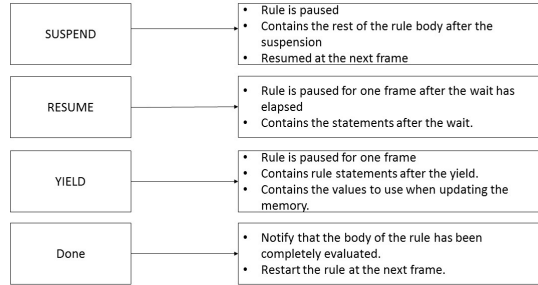 SUSPEND
• Rule is paused
• Contains the rest of the rule body after the
suspension
• Resumed at the next frame
RESUME
• Rule is paused for one frame after the wait has
elapsed
• Contains the statements after the wait.
YIELD
• Rule is paused for one frame
• Contains rule statements after the yield.
• Contains the values to use when updating the
memory.
Done
• Notify that the body of the rule has been
completely evaluated.
• Restart the rule at the next frame.